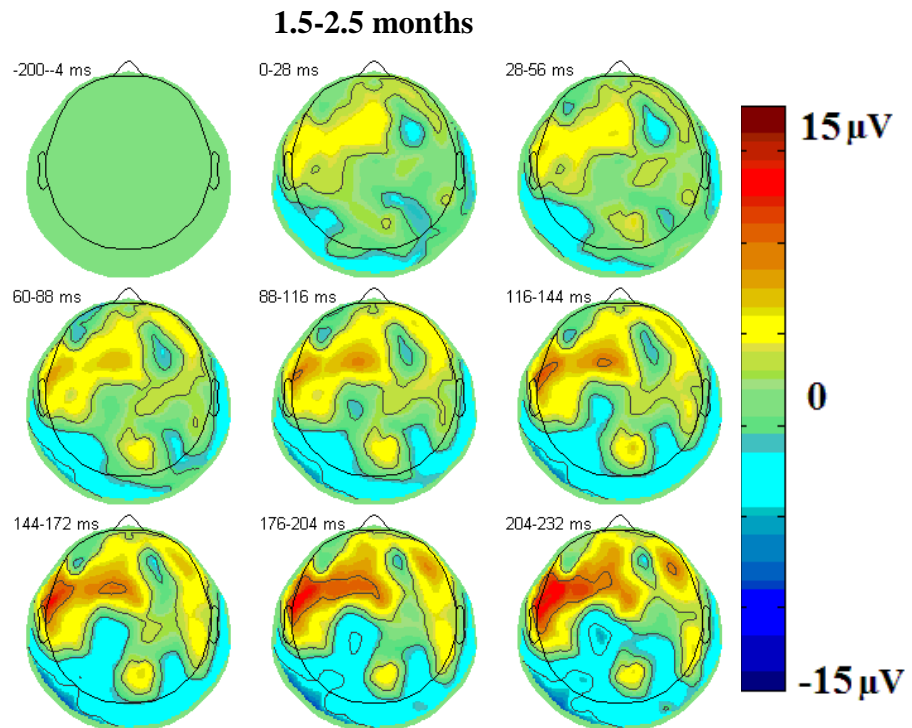 1.5-2.5 months
-200--4 ms
0-28 ms
28-56 ms
15 μV
60-88 ms
88-116 ms
116-144 ms
0
144-172 ms
176-204 ms
204-232 ms
-15 μV